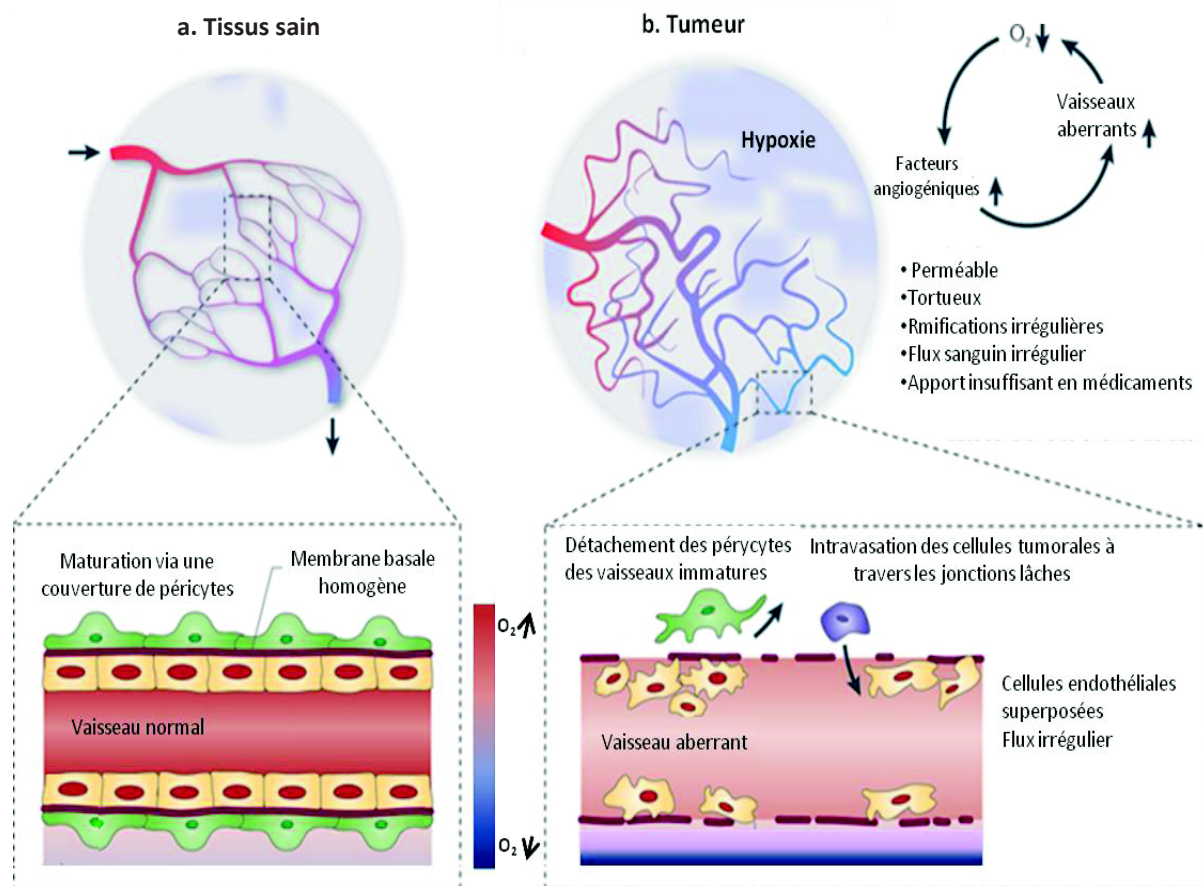 a. Tissus sain
b. Tumeur
O2
Vaisseaux
aberrants
Facteurs
angiogéniques
Hypoxie
• Perméable
• Tortueux
• Rmifications irrégulières
• Flux sanguin irrégulier
• Apport insuffisant en médicaments
Maturation via une
couverture de péricytes
Membrane basale
homogène
Vaisseau normal
O2
O2
Détachement des pérycytes
des vaisseaux immatures
Intravasation des cellules tumorales à
travers les jonctions lâches
Vaisseau aberrant
Cellules endothéliales
superposées
Flux irrégulier